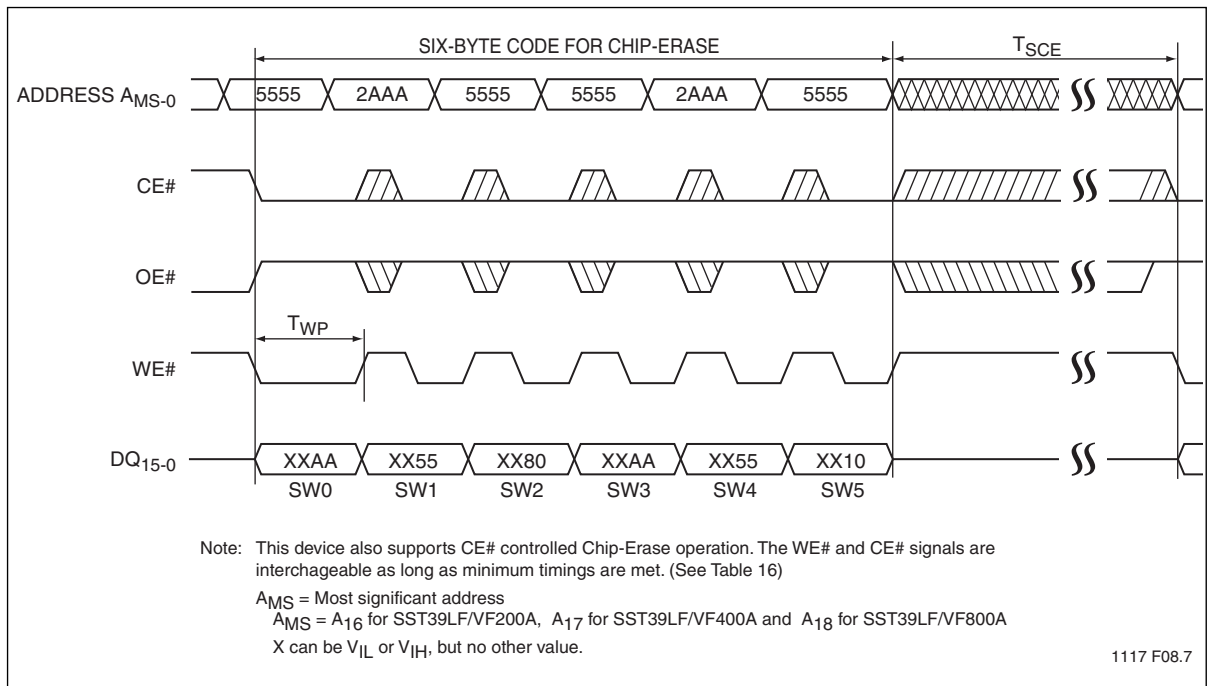 SIX-BYTE CODE FOR CHIP-ERASE
TSCE
ADDRESS AMS-0
5555 2AAA 5555 5555 2AAA 5555
CE#
OE#
TWP
WE#
DQ15-0
XXAA XX55 XX80 XXAA XX55 XX10
SW0 SW1 SW2 SW3 SW4 SW5
Note: This device also supports CE# controlled Chip-Erase operation. The WE# and CE# signals are
interchageable as long as minimum timings are met. (See Table 16)
AMS = Most significant address
AMS = A16 for SST39LF/VF200A, A17 for SST39LF/VF400A and A18 for SST39LF/VF800A
X can be VIL or VIH, but no other value.
1117 F08.7